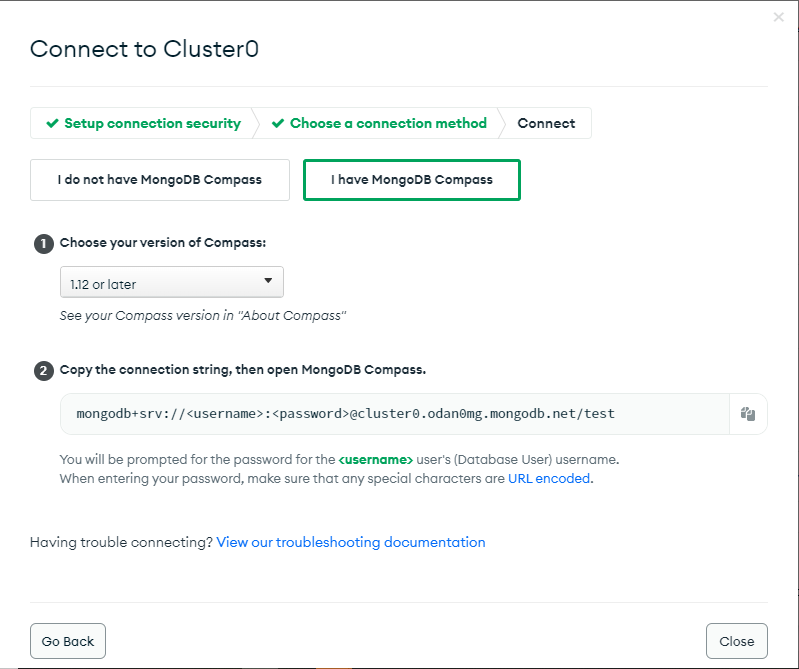 Connect to Cluster0
Setup connection security
Choose a connection method
Connect
I do not have MongoDB Compass
I have MongoDB Compass
1 Choose your version of Compass:
1.12 or later
See your Compass version in "About Compass"
2 Copy the connection string, then open MongoDB Compass.
mongodb+srv://<username>:<password>@cluster0.odan0mg.mongodb.net/test
You will be prompted for the password for the <username> user's (Database User) username.
When entering your password, make sure that any special characters are URL encoded.
Having trouble connecting? View our troubleshooting documentation
Go Back
Close